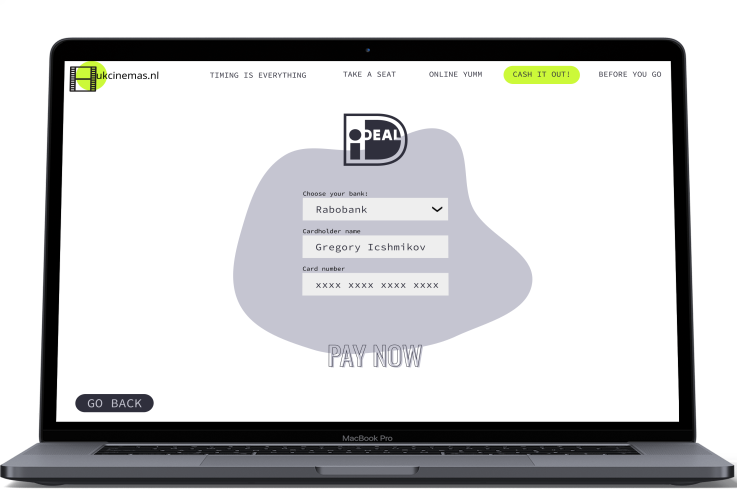 ukcinemas.nl
TIMING IS EVERYTHING
TAKE A SEAT
ONLINE YUMM
CASH IT OUT!
BEFORE YOU GO
iDEAL
Choose your bank:
Rabobank
Cardholder name
Gregory Icshmikov
Card number
xxxx xxxx xxxx xxxx
PAY NOW
GO BACK
MacBook Pro